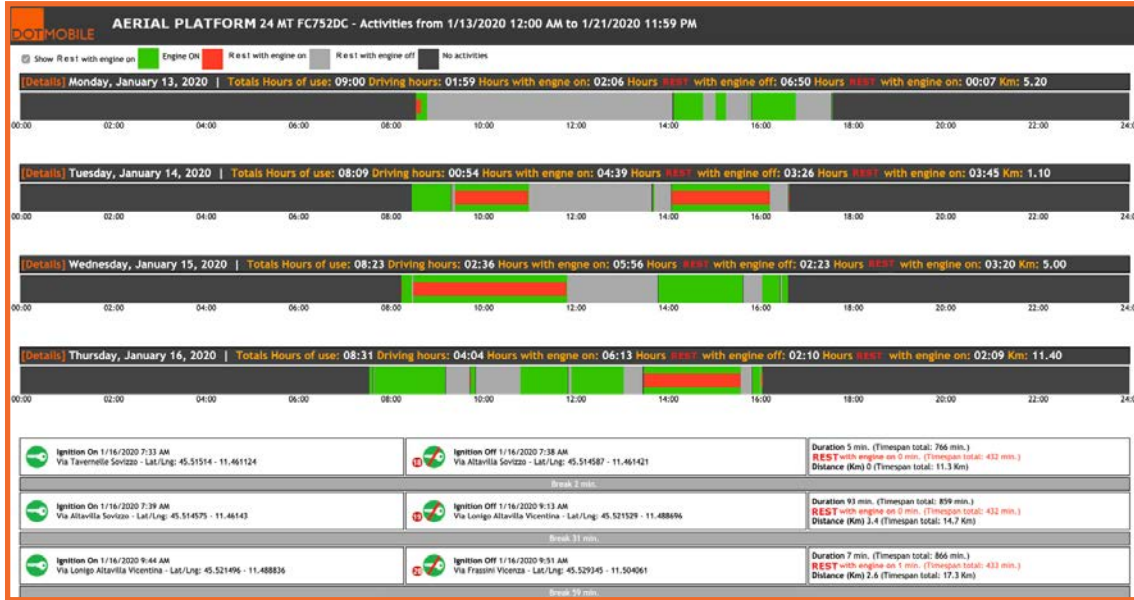 DOTMOBILE
AERIAL PLATFORM 24 MT FC752DC - Activities from 1/13/2020 12:00 AM to 1/21/2020 11:59 PM
Show Rest with engine on Engine ON Rest with engine on Rest with engine off No activities
[Details] Monday, January 13, 2020 | Totals Hours of use: 09:00 Driving hours: 01:59 Hours with engne on: 02:06 Hours REST with engine off: 06:50 Hours REST with engine on: 00:07 Km: 5.20
00:00 02:00 04:00 06:00 08:00 10:00 12:00 14:00 16:00 18:00 20:00 22:00 24:
[Details] Tuesday, January 14, 2020 | Totals Hours of use: 08:09 Driving hours: 00:54 Hours with engne on: 04:39 Hours REST with engine off: 03:26 Hours REST with engine on: 03:45 Km: 1.10
00:00 02:00 04:00 06:00 08:00 10:00 12:00 14:00 16:00 18:00 20:00 22:00 24:
[Details] Wednesday, January 15, 2020 | Totals Hours of use: 08:23 Driving hours: 02:36 Hours with engne on: 05:56 Hours REST with engine off: 02:23 Hours REST with engine on: 03:20 Km: 5,00
00:00 02:00 04:00 06:00 08:00 10:00 12:00 14:00 16:00 18:00 20:00 22:00 24:
[Details] Thursday, January 16, 2020 | Totals Hours of use: 08:31 Driving hours: 04:04 Hours with engne on: 06:13 Hours REST with engine off: 02:10 Hours REST with engine on: 02:09 Km: 11.40
00:00 02:00 04:00 06:00 08:00 10:00 12:00 14:00 16:00 18:00 20:00 22:00 24:
Ignition On 1/16/2020 7:33 AM
Via Tavernelle Sovizzo - Lat/Lng: 45.51514 - 11.461124
18
Ignition Off 1/16/2020 7:38 AM
Via Altavilla Sovizzo - Lat/Lng: 45.514587 - 11.461421
Duration 5 min. (Timespan total: 766 min.)
REST with engine on 0 min. (Timespan total: 432 min.)
Distance (Km) 0 (Timespan total: 11.3 Km)
Break 2 min.
Ignition On 1/16/2020 7:39 AM
Via Altavilla Sovizzo - Lat/Lng: 45.514575 - 11.46143
19
Ignition Off 1/16/2020 9:13 AM
Via Lonigo Altavilla Vicentina - Lat/Lng: 45.521529 - 11.488696
Duration 93 min. (Timespan total: 859 min.)
REST with engine on 0 min. (Timespan total: 432 min.)
Distance (Km) 3.4 (Timespan total: 14.7 Km)
Break 31 min.
Ignition On 1/16/2020 9:44 AM
Via Lonigo Altavilla Vicentina - Lat/Lng: 45.521496 - 11.488836
20
Ignition Off 1/16/2020 9:51 AM
Via Frassini Vicenza - Lat/Lng: 45.529345 - 11.504061
Duration 7 min. (Timespan total: 866 min.)
REST with engine on 1 min. (Timespan total: 433 min.)
Distance (Km) 2.6 (Timespan total: 17.3 Km)
Break 59 min.